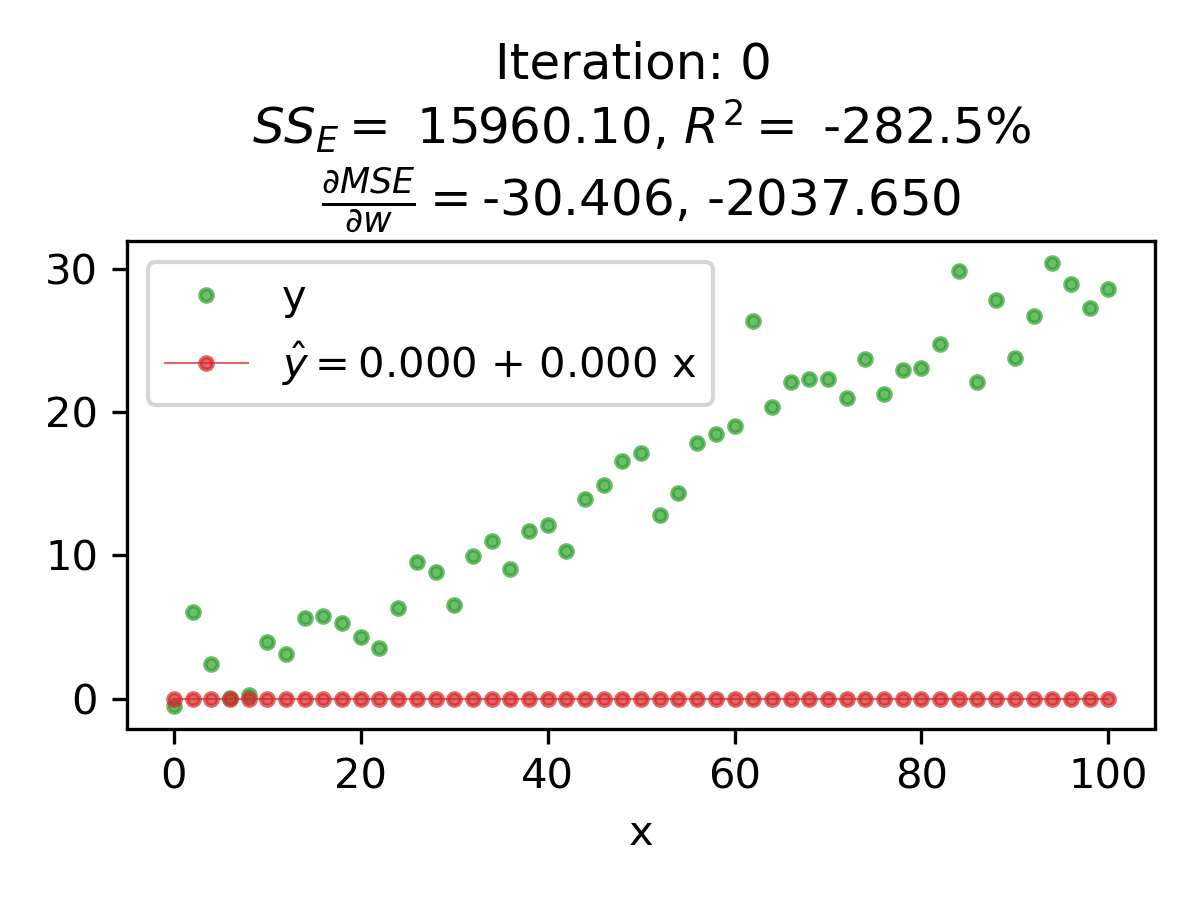 Iteration: 0
SS_E = 15960.10, R² = -282.5%
∂MSE/∂w = -30.406, -2037.650
30
20
10
0
y
ŷ = 0.000 + 0.000 x
0 20 40 60 80 100
x